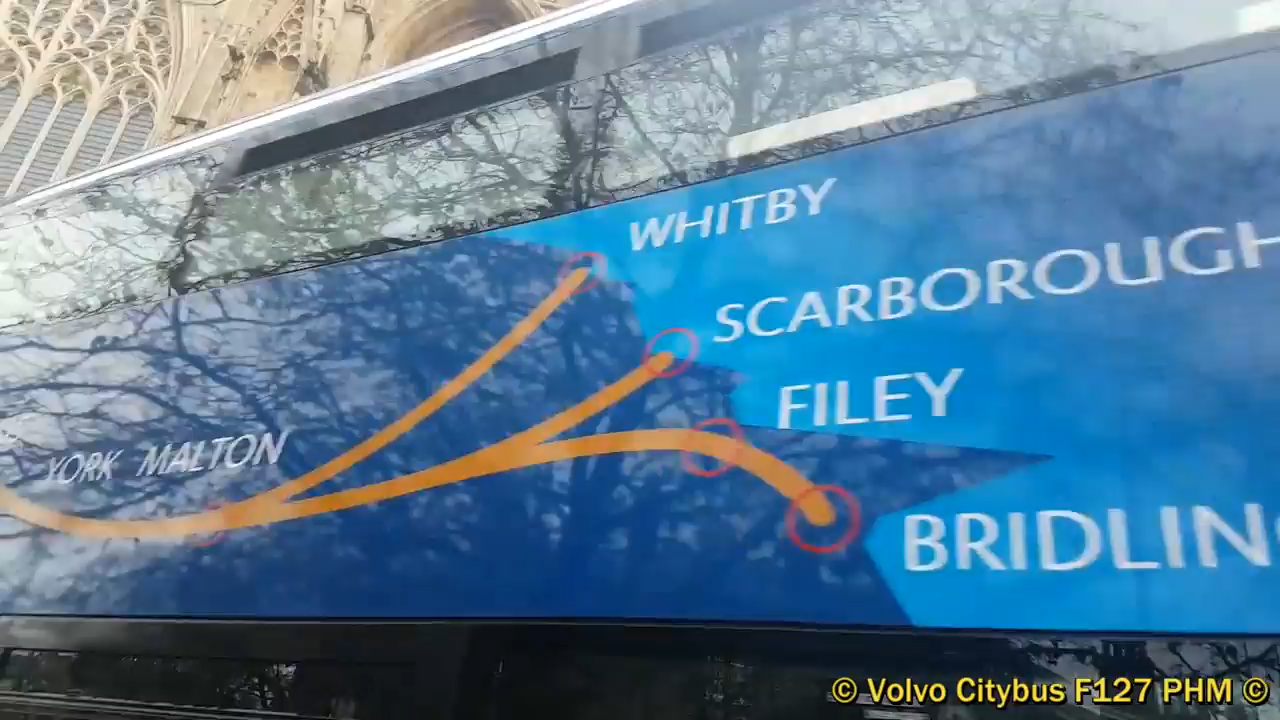 WHITBY
SCARBOROUGH
FILEY
YORK MALTON
BRIDLIN
© Volvo Citybus F127 PHM ©